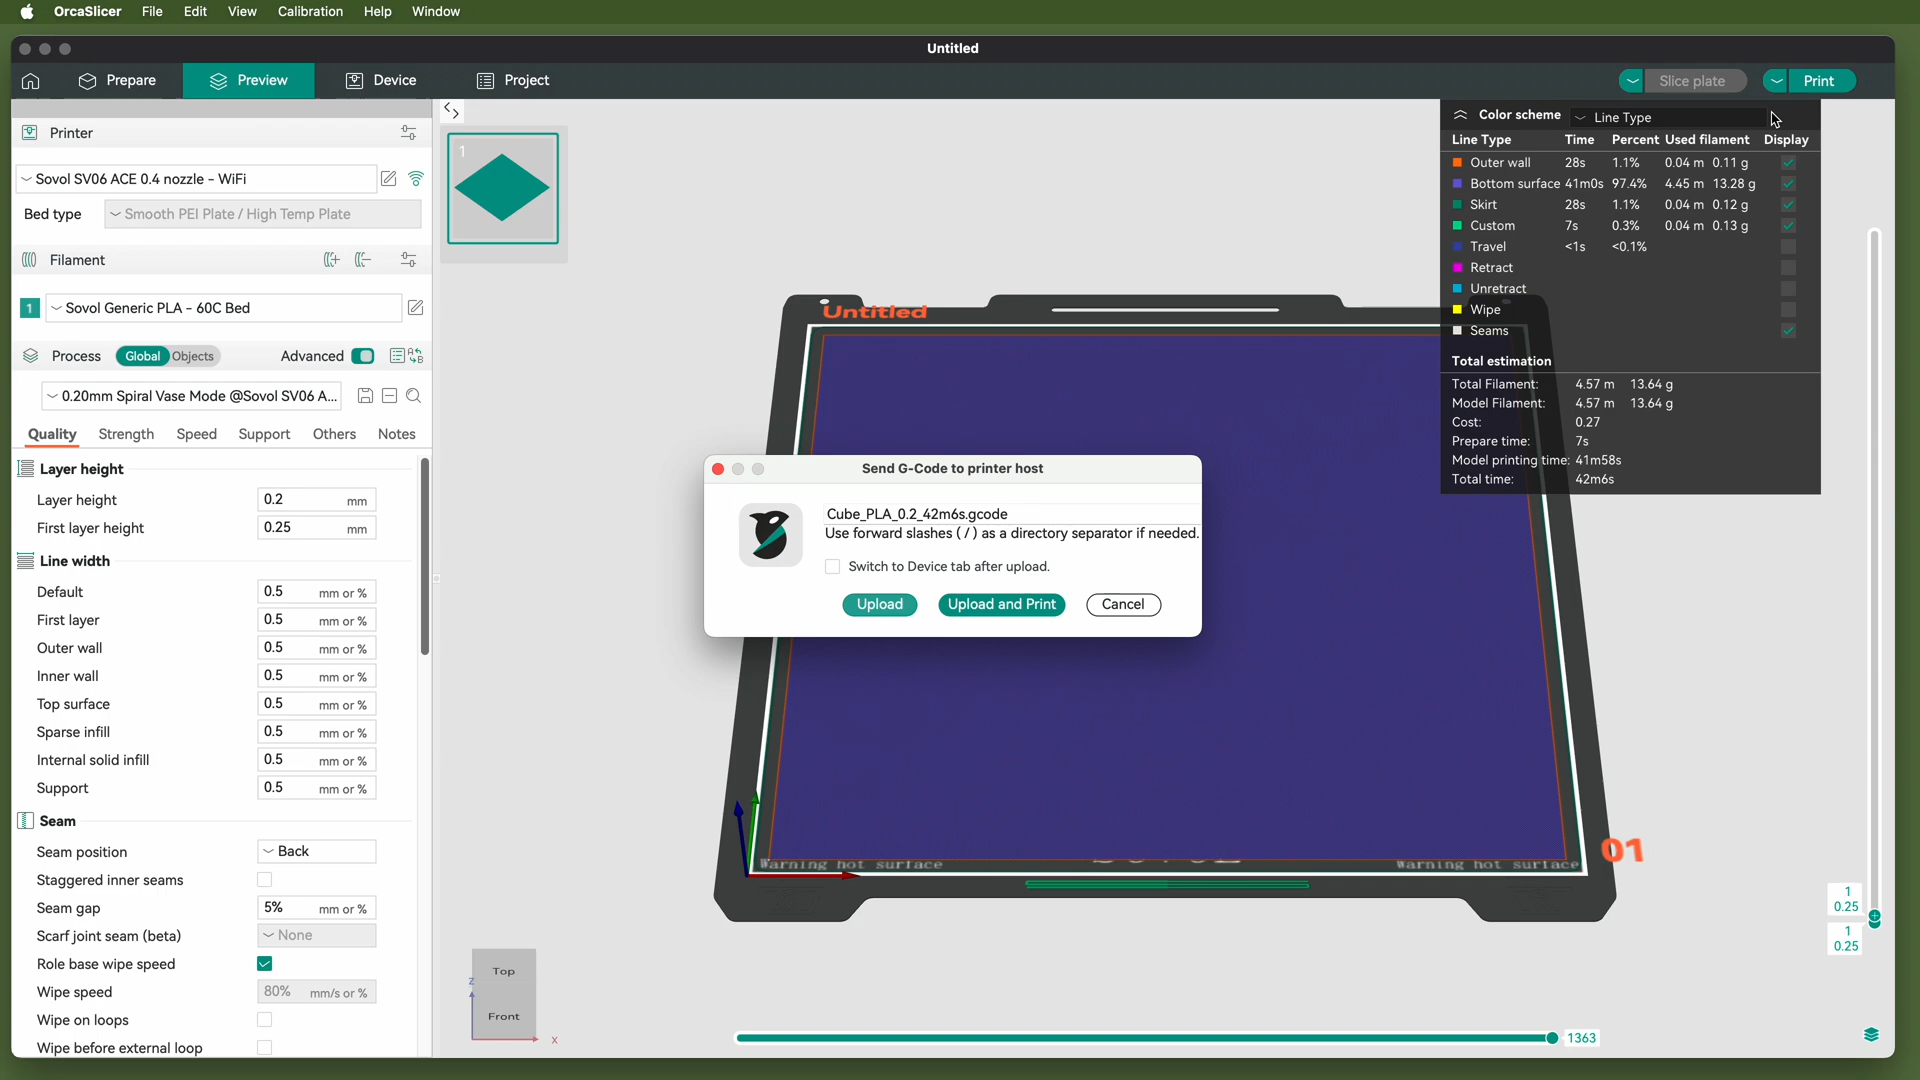 OrcaSlicer File Edit View Calibration Help Window
Untitled
Prepare Preview Device Project Slice plate Print
Printer
Sovol SV06 ACE 0.4 nozzle - WiFi
Bed type Smooth PEI Plate / High Temp Plate
Filament
1 Sovol Generic PLA - 60C Bed
Process Global Objects Advanced
0.20mm Spiral Vase Mode @Sovol SV06 A...
Quality Strength Speed Support Others Notes
Layer height
Layer height 0.2 mm
First layer height 0.25 mm
Line width
Default 0.5 mm or %
First layer 0.5 mm or %
Outer wall 0.5 mm or %
Inner wall 0.5 mm or %
Top surface 0.5 mm or %
Sparse infill 0.5 mm or %
Internal solid infill 0.5 mm or %
Support 0.5 mm or %
Seam
Seam position Back
Staggered inner seams
Seam gap 5% mm or %
Scarf joint seam (beta) None
Role base wipe speed
Wipe speed 80% mm/s or %
Wipe on loops
Wipe before external loop
1
Untitled
Color scheme Line Type
Line Type Time Percent Used filament Display
Outer wall 28s 1.1% 0.04 m 0.11 g
Bottom surface 41m0s 97.4% 4.45 m 13.28 g
Skirt 28s 1.1% 0.04 m 0.12 g
Custom 7s 0.3% 0.04 m 0.13 g
Travel <1s <0.1%
Retract
Unretract
Wipe
Seams
Total estimation
Total Filament: 4.57 m 13.64 g
Model Filament: 4.57 m 13.64 g
Cost: 0.27
Prepare time: 7s
Model printing time: 41m58s
Total time: 42m6s
Send G-Code to printer host
Cube_PLA_0.2_42m6s.gcode
Use forward slashes ( / ) as a directory separator if needed.
Switch to Device tab after upload.
Upload Upload and Print Cancel
Warning hot surface Warning hot surface
01
1
0.25
1
0.25
Top
Z
Front
X
1363